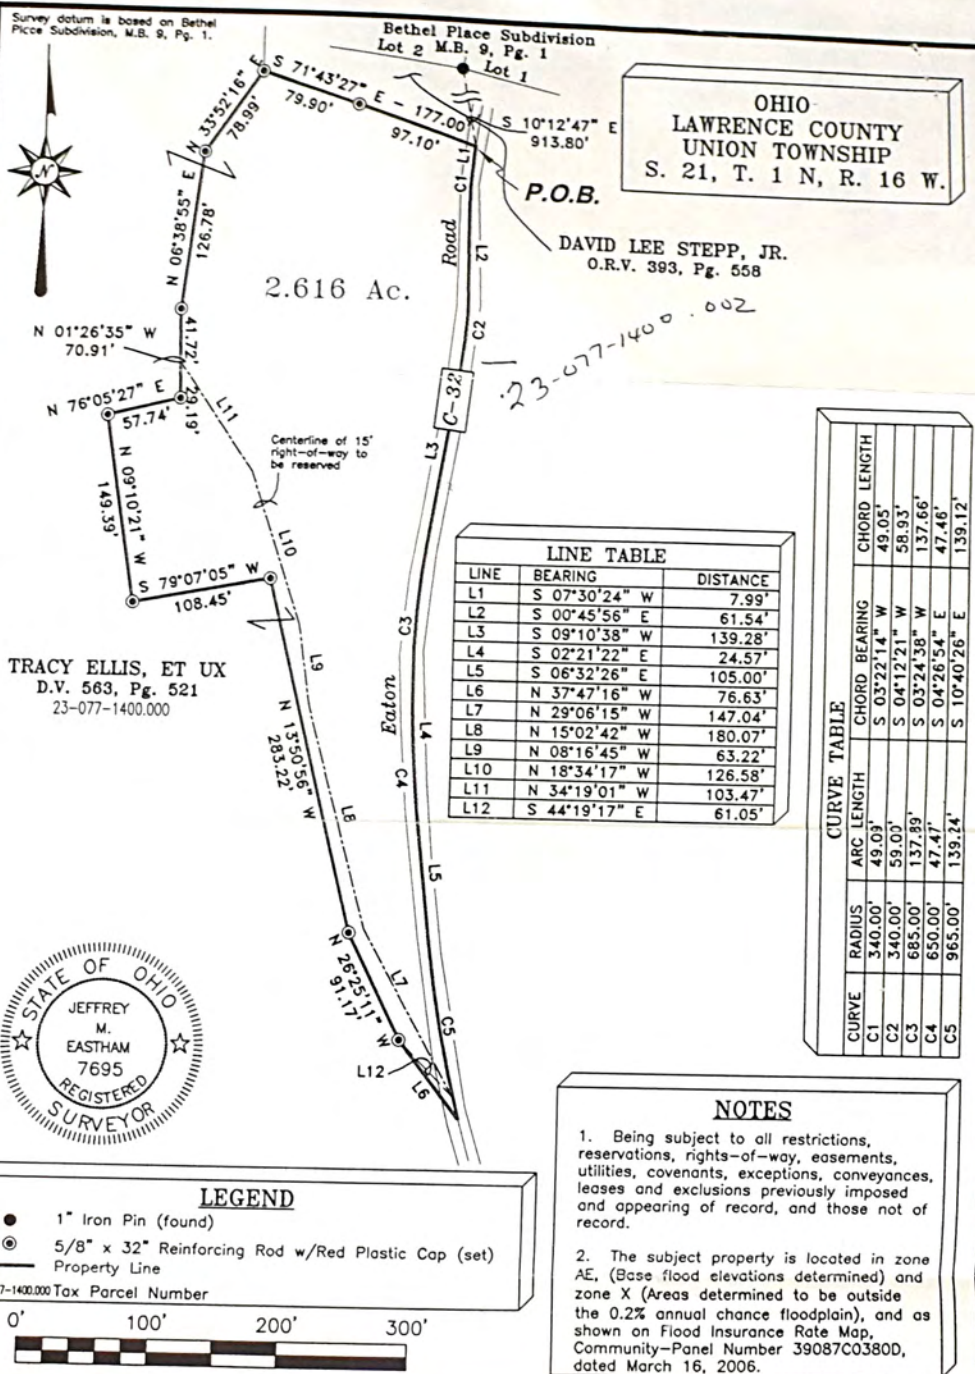 Survey datum is based on Bethel
Place Subdivision, M.B. 9, Pg. 1.
Bethel Place Subdivision
Lot 2 M.B. 9, Pg. 1
Lot 1
OHIO
LAWRENCE COUNTY
UNION TOWNSHIP
S. 21, T. 1 N, R. 16 W.
N
N 33°52'16" E
78.99'
S 71°43'27" E - 177.00'
79.90'
97.10'
S 10°12'47" E
913.80'
P.O.B.
C1-L1
DAVID LEE STEPP, JR.
O.R.V. 393, Pg. 558
Road
L2
N 06°38'55" E
126.78'
2.616 Ac.
23-077-1400.002
C2
N 01°26'35" W
70.91'
41.72'
29.19'
N 76°05'27" E
57.74'
L11
C-32
L3
Centerline of 15'
right-of-way to
be reserved
N 09°10'21" W
149.39'
L10
S 79°07'05" W
108.45'
C3
L9
TRACY ELLIS, ET UX
D.V. 563, Pg. 521
23-077-1400.000
Eaton
L4
N 13°50'56" W
283.22'
C4
L8
L5
N 26°25'11" W
91.17'
L7
C5
L12
L6
LINE TABLE
LINE BEARING DISTANCE
L1 S 07°30'24" W 7.99'
L2 S 00°45'56" E 61.54'
L3 S 09°10'38" W 139.28'
L4 S 02°21'22" E 24.57'
L5 S 06°32'26" E 105.00'
L6 N 37°47'16" W 76.63'
L7 N 29°06'15" W 147.04'
L8 N 15°02'42" W 180.07'
L9 N 08°16'45" W 63.22'
L10 N 18°34'17" W 126.58'
L11 N 34°19'01" W 103.47'
L12 S 44°19'17" E 61.05'
CURVE TABLE
CURVE RADIUS ARC LENGTH CHORD BEARING CHORD LENGTH
C1 340.00' 49.09' S 03°22'14" W 49.05'
C2 340.00' 59.00' S 04°12'21" W 58.93'
C3 685.00' 137.89' S 03°24'38" W 137.66'
C4 650.00' 47.47' S 04°26'54" E 47.46'
C5 965.00' 139.24' S 10°40'26" E 139.12'
STATE OF OHIO
JEFFREY
M.
EASTHAM
7695
REGISTERED
SURVEYOR
LEGEND
1" Iron Pin (found)
5/8" x 32" Reinforcing Rod w/Red Plastic Cap (set)
Property Line
7-1400.000 Tax Parcel Number
0' 100' 200' 300'
NOTES
1. Being subject to all restrictions,
reservations, rights-of-way, easements,
utilities, covenants, exceptions, conveyances,
leases and exclusions previously imposed
and appearing of record, and those not of
record.
2. The subject property is located in zone
AE, (Base flood elevations determined) and
zone X (Areas determined to be outside
the 0.2% annual chance floodplain), and as
shown on Flood Insurance Rate Map,
Community-Panel Number 39087C0380D,
dated March 16, 2006.